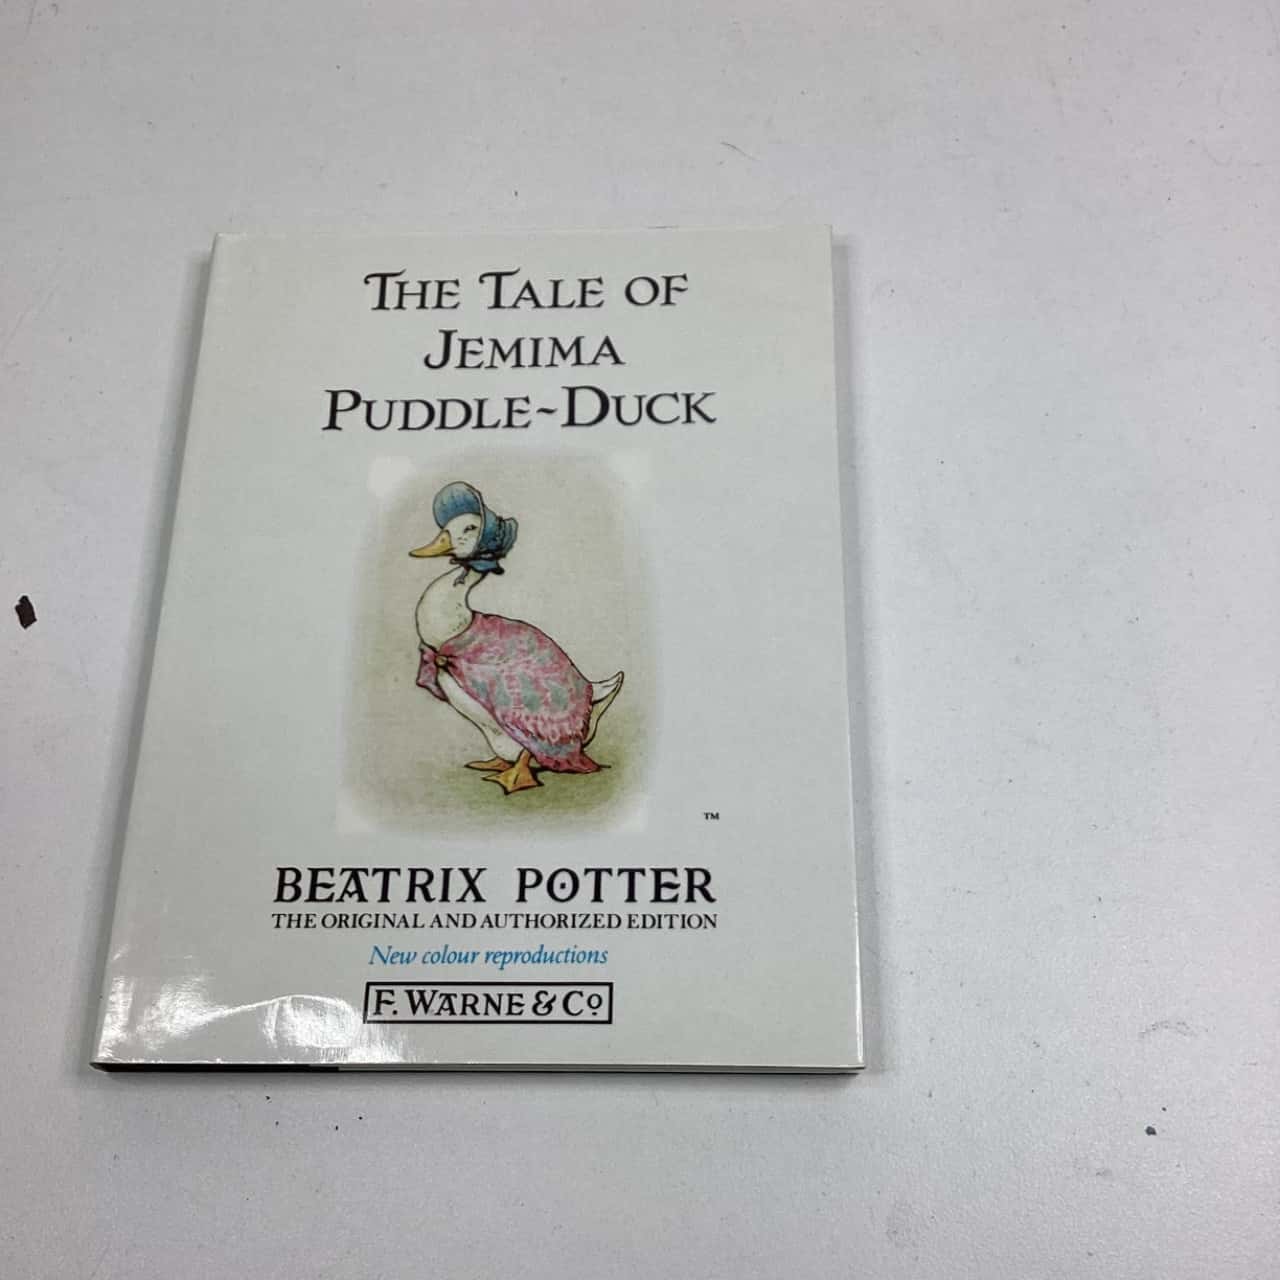 THE TALE OF
JEMIMA
PUDDLE~DUCK
™
BEATRIX POTTER
THE ORIGINAL AND AUTHORIZED EDITION
New colour reproductions
F. WARNE & Cº